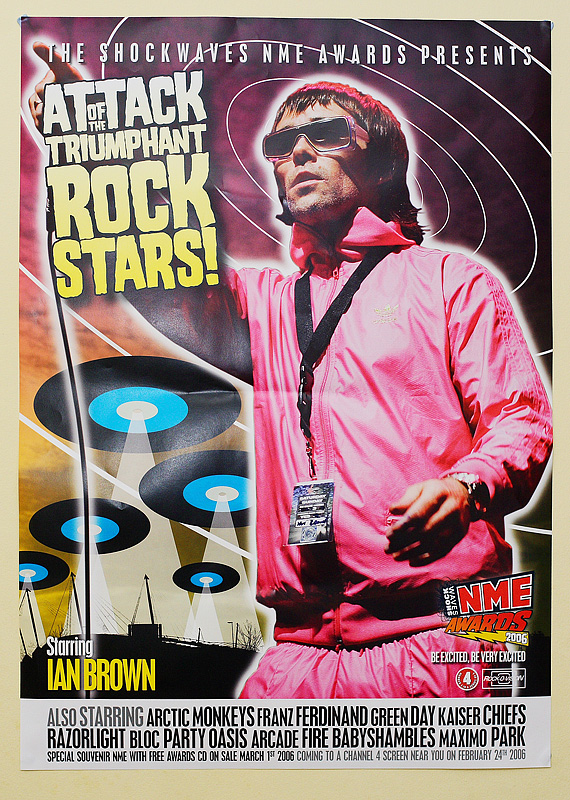 THE SHOCKWAVES NME AWARDS PRESENTS
ATTACK
OF
THE
TRIUMPHANT
ROCK
STARS!
SATURDAY
Starring
IAN BROWN
SHOCK
WAVES
NME
AWARDS
2006
BE EXCITED, BE VERY EXCITED
4 ROCKOVISION
ALSO STARRING ARCTIC MONKEYS FRANZ FERDINAND GREEN DAY KAISER CHIEFS
RAZORLIGHT BLOC PARTY OASIS ARCADE FIRE BABYSHAMBLES MAXIMO PARK
SPECIAL SOUVENIR NME WITH FREE AWARDS CD ON SALE MARCH 1ST 2006 COMING TO A CHANNEL 4 SCREEN NEAR YOU ON FEBRUARY 24TH 2006